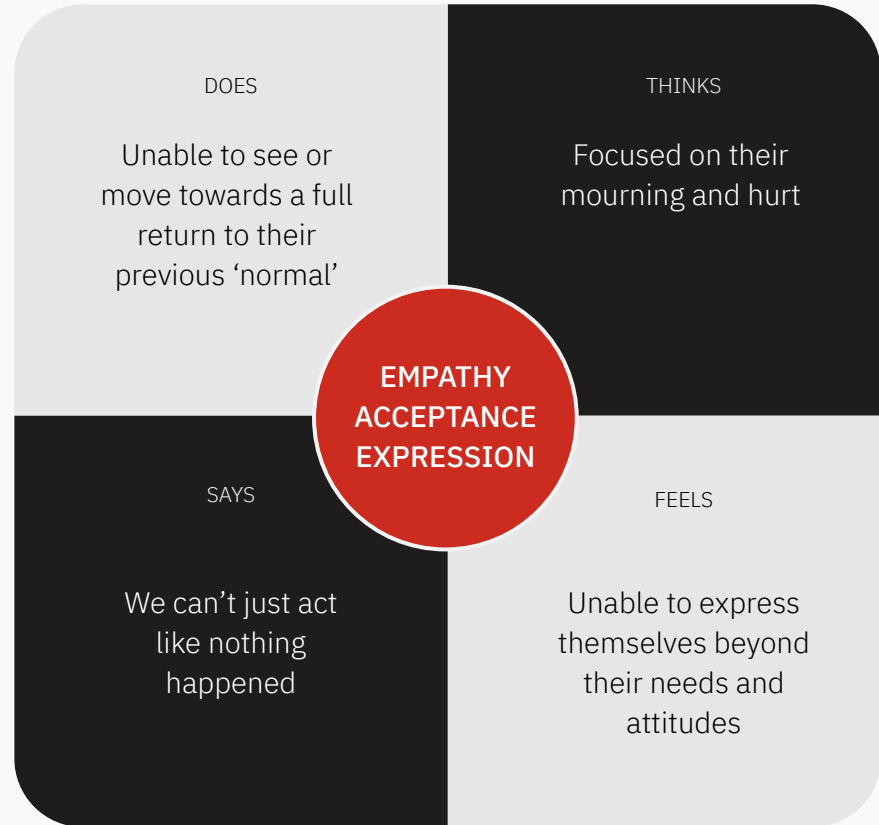 DOES
Unable to see or
move towards a full
return to their
previous ‘normal’
THINKS
Focused on their
mourning and hurt
EMPATHY
ACCEPTANCE
EXPRESSION
SAYS
We can’t just act
like nothing
happened
FEELS
Unable to express
themselves beyond
their needs and
attitudes